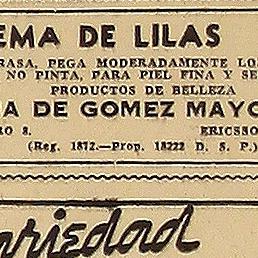 EMA DE LILAS
RASA, PEGA MODERADAMENTE LO
NO PINTA, PARA PIEL FINA Y SE
PRODUCTOS DE BELLEZA
A DE GOMEZ MAYO
RO 8. ERICSSO
(Reg. 1872.—Prop. 18222 D. S. P.)
ariedad